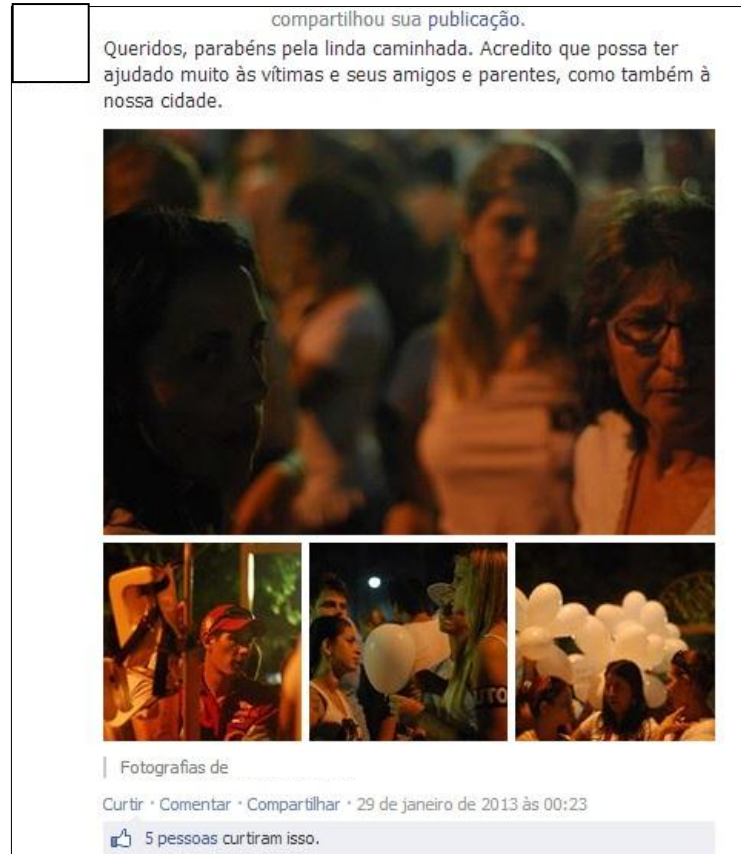 compartilhou sua publicação.
Queridos, parabéns pela linda caminhada. Acredito que possa ter
ajudado muito às vítimas e seus amigos e parentes, como também à
nossa cidade.
UTO
Fotografias de
Curtir · Comentar · Compartilhar · 29 de janeiro de 2013 às 00:23
5 pessoas curtiram isso.